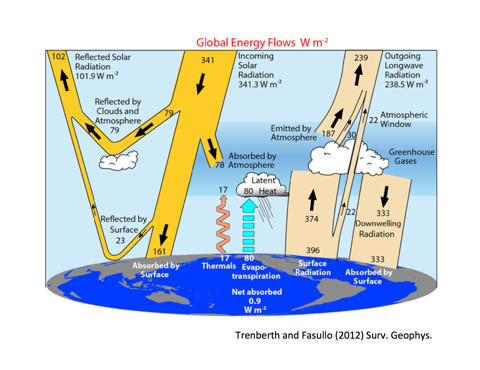 Global Energy Flows W m-2
102
Reflected Solar
Radiation
101.9 W m-2
341
Incoming
Solar
Radiation
341.3 W m-2
239
Outgoing
Longwave
Radiation
238.5 W m-2
Reflected by
Clouds and
Atmosphere
79
79
Emitted by
Atmosphere
187
30
22
Atmospheric
Window
Greenhouse
Gases
78
Absorbed by
Atmosphere
17
Latent
80 Heat
374
22
333
Downwelling
Radiation
Reflected by
Surface
23
161
Absorbed by
Surface
17
Thermals
80
Evapo-
transpiration
396
Surface
Radiation
333
Absorbed by
Surface
Net absorbed
0.9
W m-2
Trenberth and Fasullo (2012) Surv. Geophys.